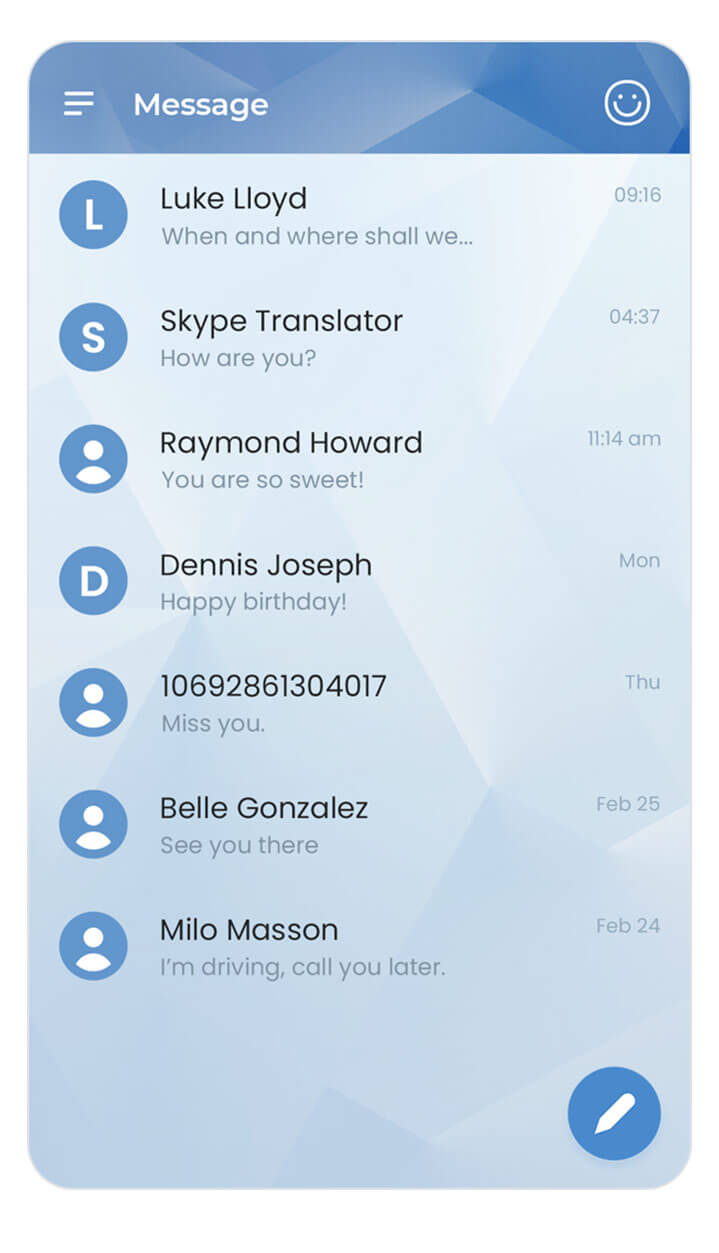 Message
L
Luke Lloyd
09:16
When and where shall we...
S
Skype Translator
04:37
How are you?
Raymond Howard
11:14 am
You are so sweet!
D
Dennis Joseph
Mon
Happy birthday!
10692861304017
Thu
Miss you.
Belle Gonzalez
Feb 25
See you there
Milo Masson
Feb 24
I’m driving, call you later.